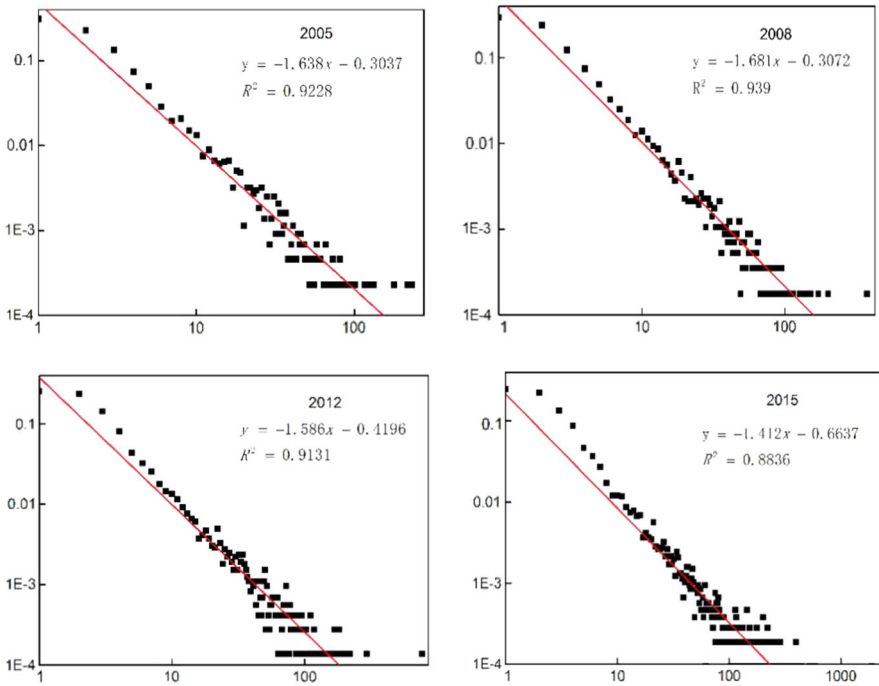 2005
y = -1.638x - 0.3037
R² = 0.9228
0.1
0.01
1E-3
1E-4
1
10
100
2008
y = -1.681x - 0.3072
R² = 0.939
0.1
0.01
1E-3
1E-4
1
10
100
2012
y = -1.586x - 0.4196
R² = 0.9131
0.1
0.01
1E-3
1E-4
1
10
100
2015
y = -1.412x - 0.6637
R² = 0.8836
0.1
0.01
1E-3
1E-4
1
10
100
1000